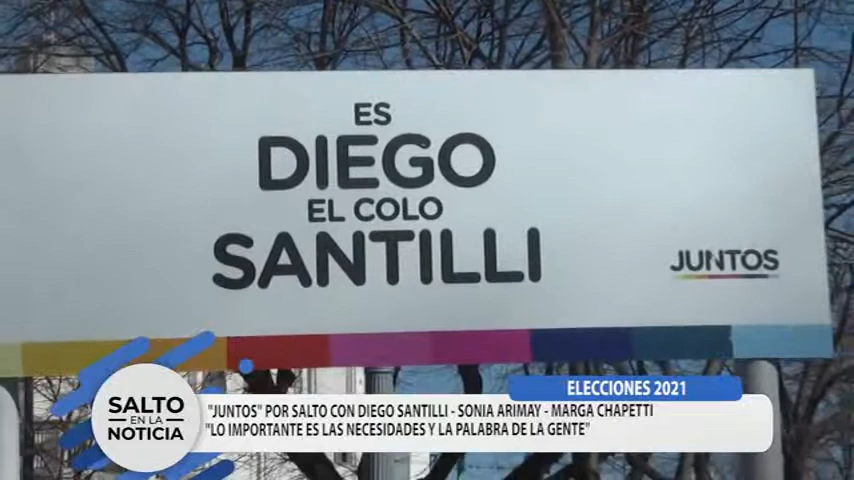 ES
DIEGO
EL COLO
SANTILLI
JUNTOS
ELECCIONES 2021
"JUNTOS" POR SALTO CON DIEGO SANTILLI - SONIA ARIMAY - MARGA CHAPETTI
"LO IMPORTANTE ES LAS NECESIDADES Y LA PALABRA DE LA GENTE"
SALTO
EN LA
NOTICIA